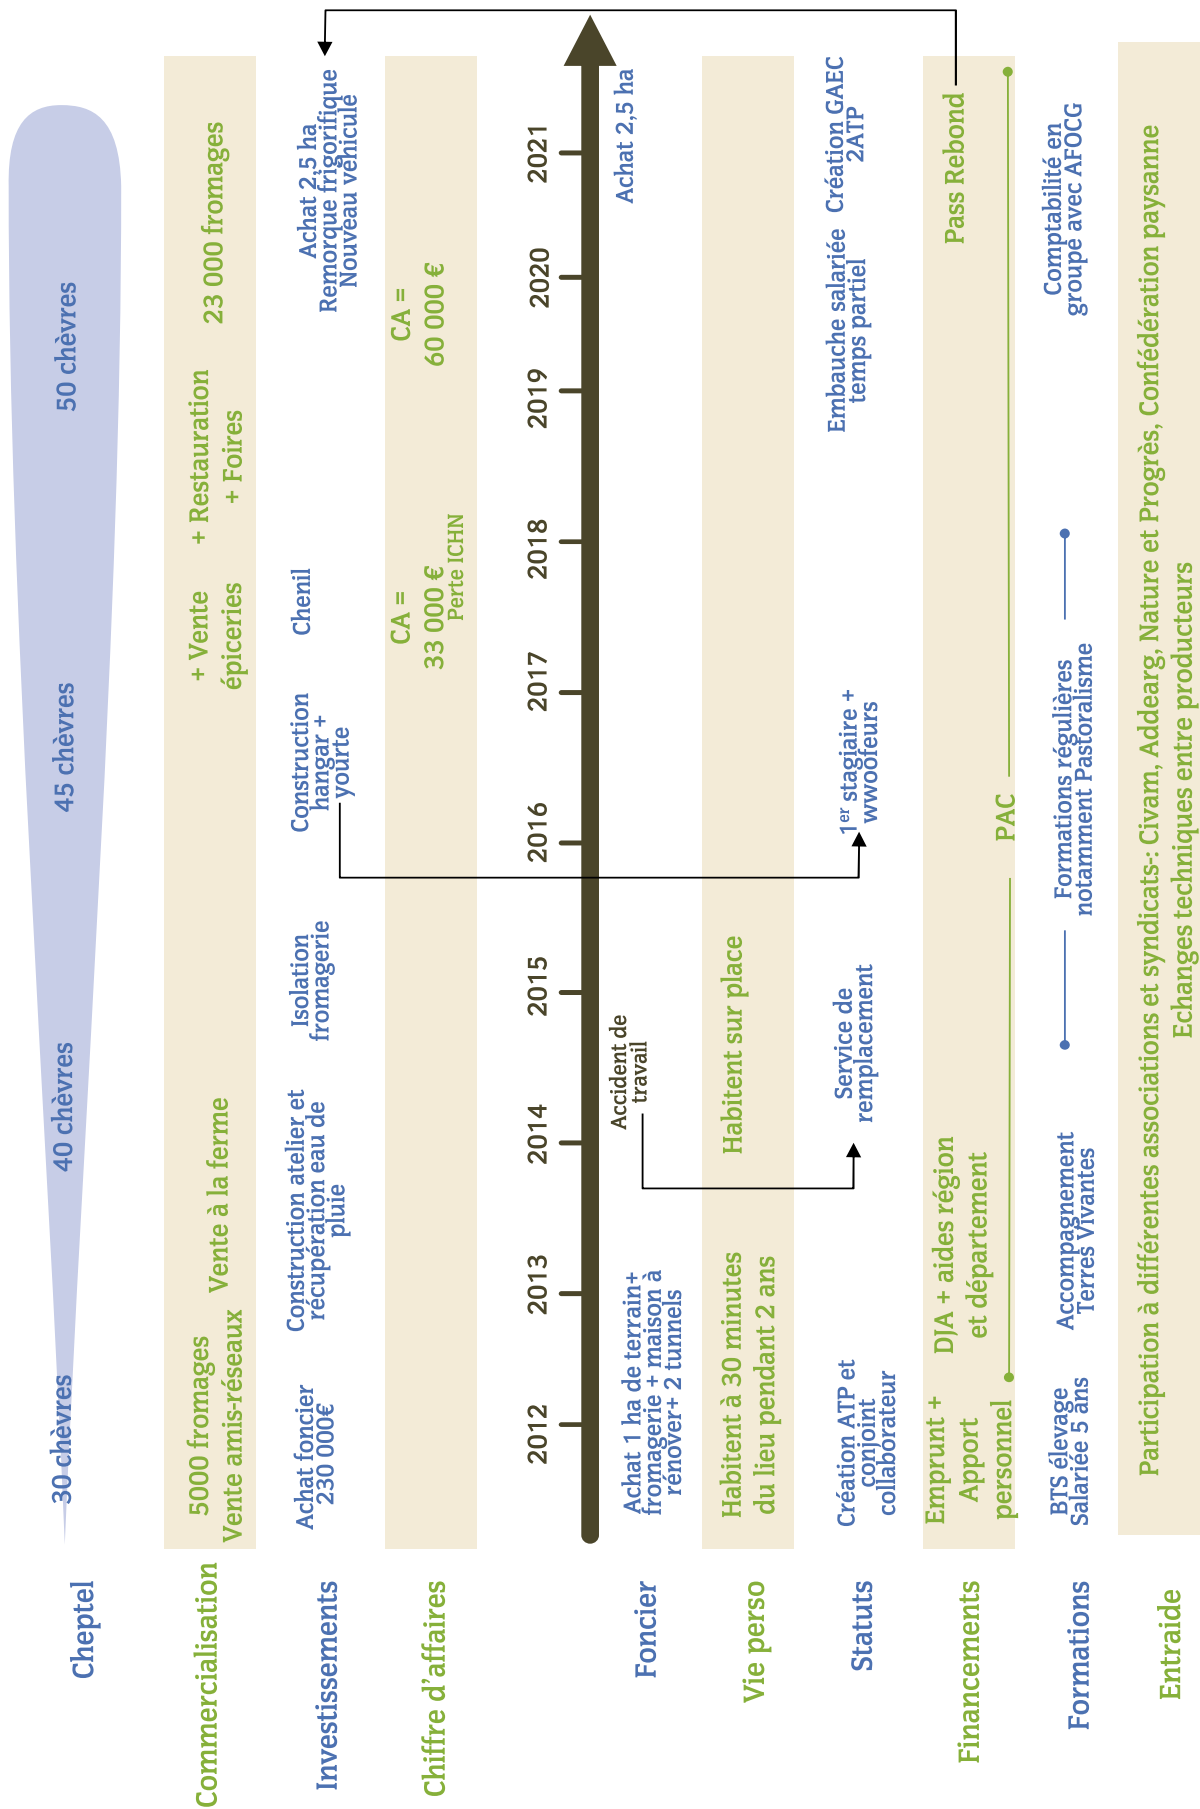 Cheptel
30 chèvres
40 chèvres
45 chèvres
50 chèvres
Commercialisation
5000 fromages
Vente amis-réseaux
Vente à la ferme
+ Vente
épiceries
+ Restauration
+ Foires
23 000 fromages
Investissements
Achat foncier
230 000€
Construction atelier et
récupération eau de
pluie
Isolation
fromagerie
Construction
hangar +
yourte
Chenil
Achat 2,5 ha
Remorque frigorifique
Nouveau véhicule
Chiffre d'affaires
CA =
33 000 €
Perte ICHN
CA =
60 000 €
2012
2013
2014
2015
2016
2017
2018
2019
2020
2021
Foncier
Achat 1 ha de terrain+
fromagerie + maison à
rénover+ 2 tunnels
Accident de
travail
Achat 2,5 ha
Vie perso
Habitent à 30 minutes
du lieu pendant 2 ans
Habitent sur place
Statuts
Création ATP et
conjoint
collaborateur
Service de
remplacement
1er stagiaire +
wwoofeurs
Embauche salariée
temps partiel
Création GAEC
2ATP
Financements
Emprunt +
Apport
personnel
DJA + aides région
et département
PAC
Pass Rebond
Formations
BTS élevage
Salariée 5 ans
Accompagnement
Terres Vivantes
Formations régulières
notamment Pastoralisme
Comptabilité en
groupé avec AFOCG
Entraide
Participation à différentes associations et syndicats-: Civam, Addearg, Nature et Progrès, Confédération paysanne
Echanges techniques entre producteurs